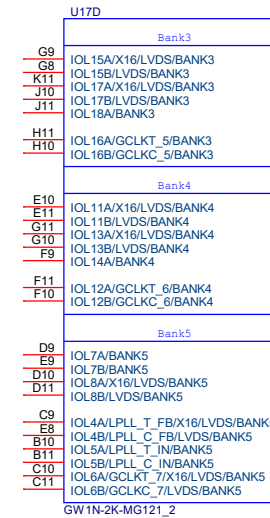 U17D
Bank3
G9 IOL15A/X16/LVDS/BANK3
G8 IOL15B/LVDS/BANK3
K11 IOL17A/X16/LVDS/BANK3
J10 IOL17B/LVDS/BANK3
J11 IOL18A/BANK3
H11 IOL16A/GCLKT_5/BANK3
H10 IOL16B/GCLKC_5/BANK3
Bank4
E10 IOL11A/X16/LVDS/BANK4
E11 IOL11B/LVDS/BANK4
G11 IOL13A/X16/LVDS/BANK4
G10 IOL13B/LVDS/BANK4
F9 IOL14A/BANK4
F11 IOL12A/GCLKT_6/BANK4
F10 IOL12B/GCLKC_6/BANK4
Bank5
D9 IOL7A/BANK5
E9 IOL7B/BANK5
D10 IOL8A/X16/LVDS/BANK5
D11 IOL8B/LVDS/BANK5
C9 IOL4A/LPLL_T_FB/X16/LVDS/BANK5
E8 IOL4B/LPLL_C_FB/LVDS/BANK5
B10 IOL5A/LPLL_T_IN/BANK5
B11 IOL5B/LPLL_C_IN/BANK5
C10 IOL6A/GCLKT_7/X16/LVDS/BANK5
C11 IOL6B/GCLKC_7/LVDS/BANK5
GW1N-2K-MG121_2